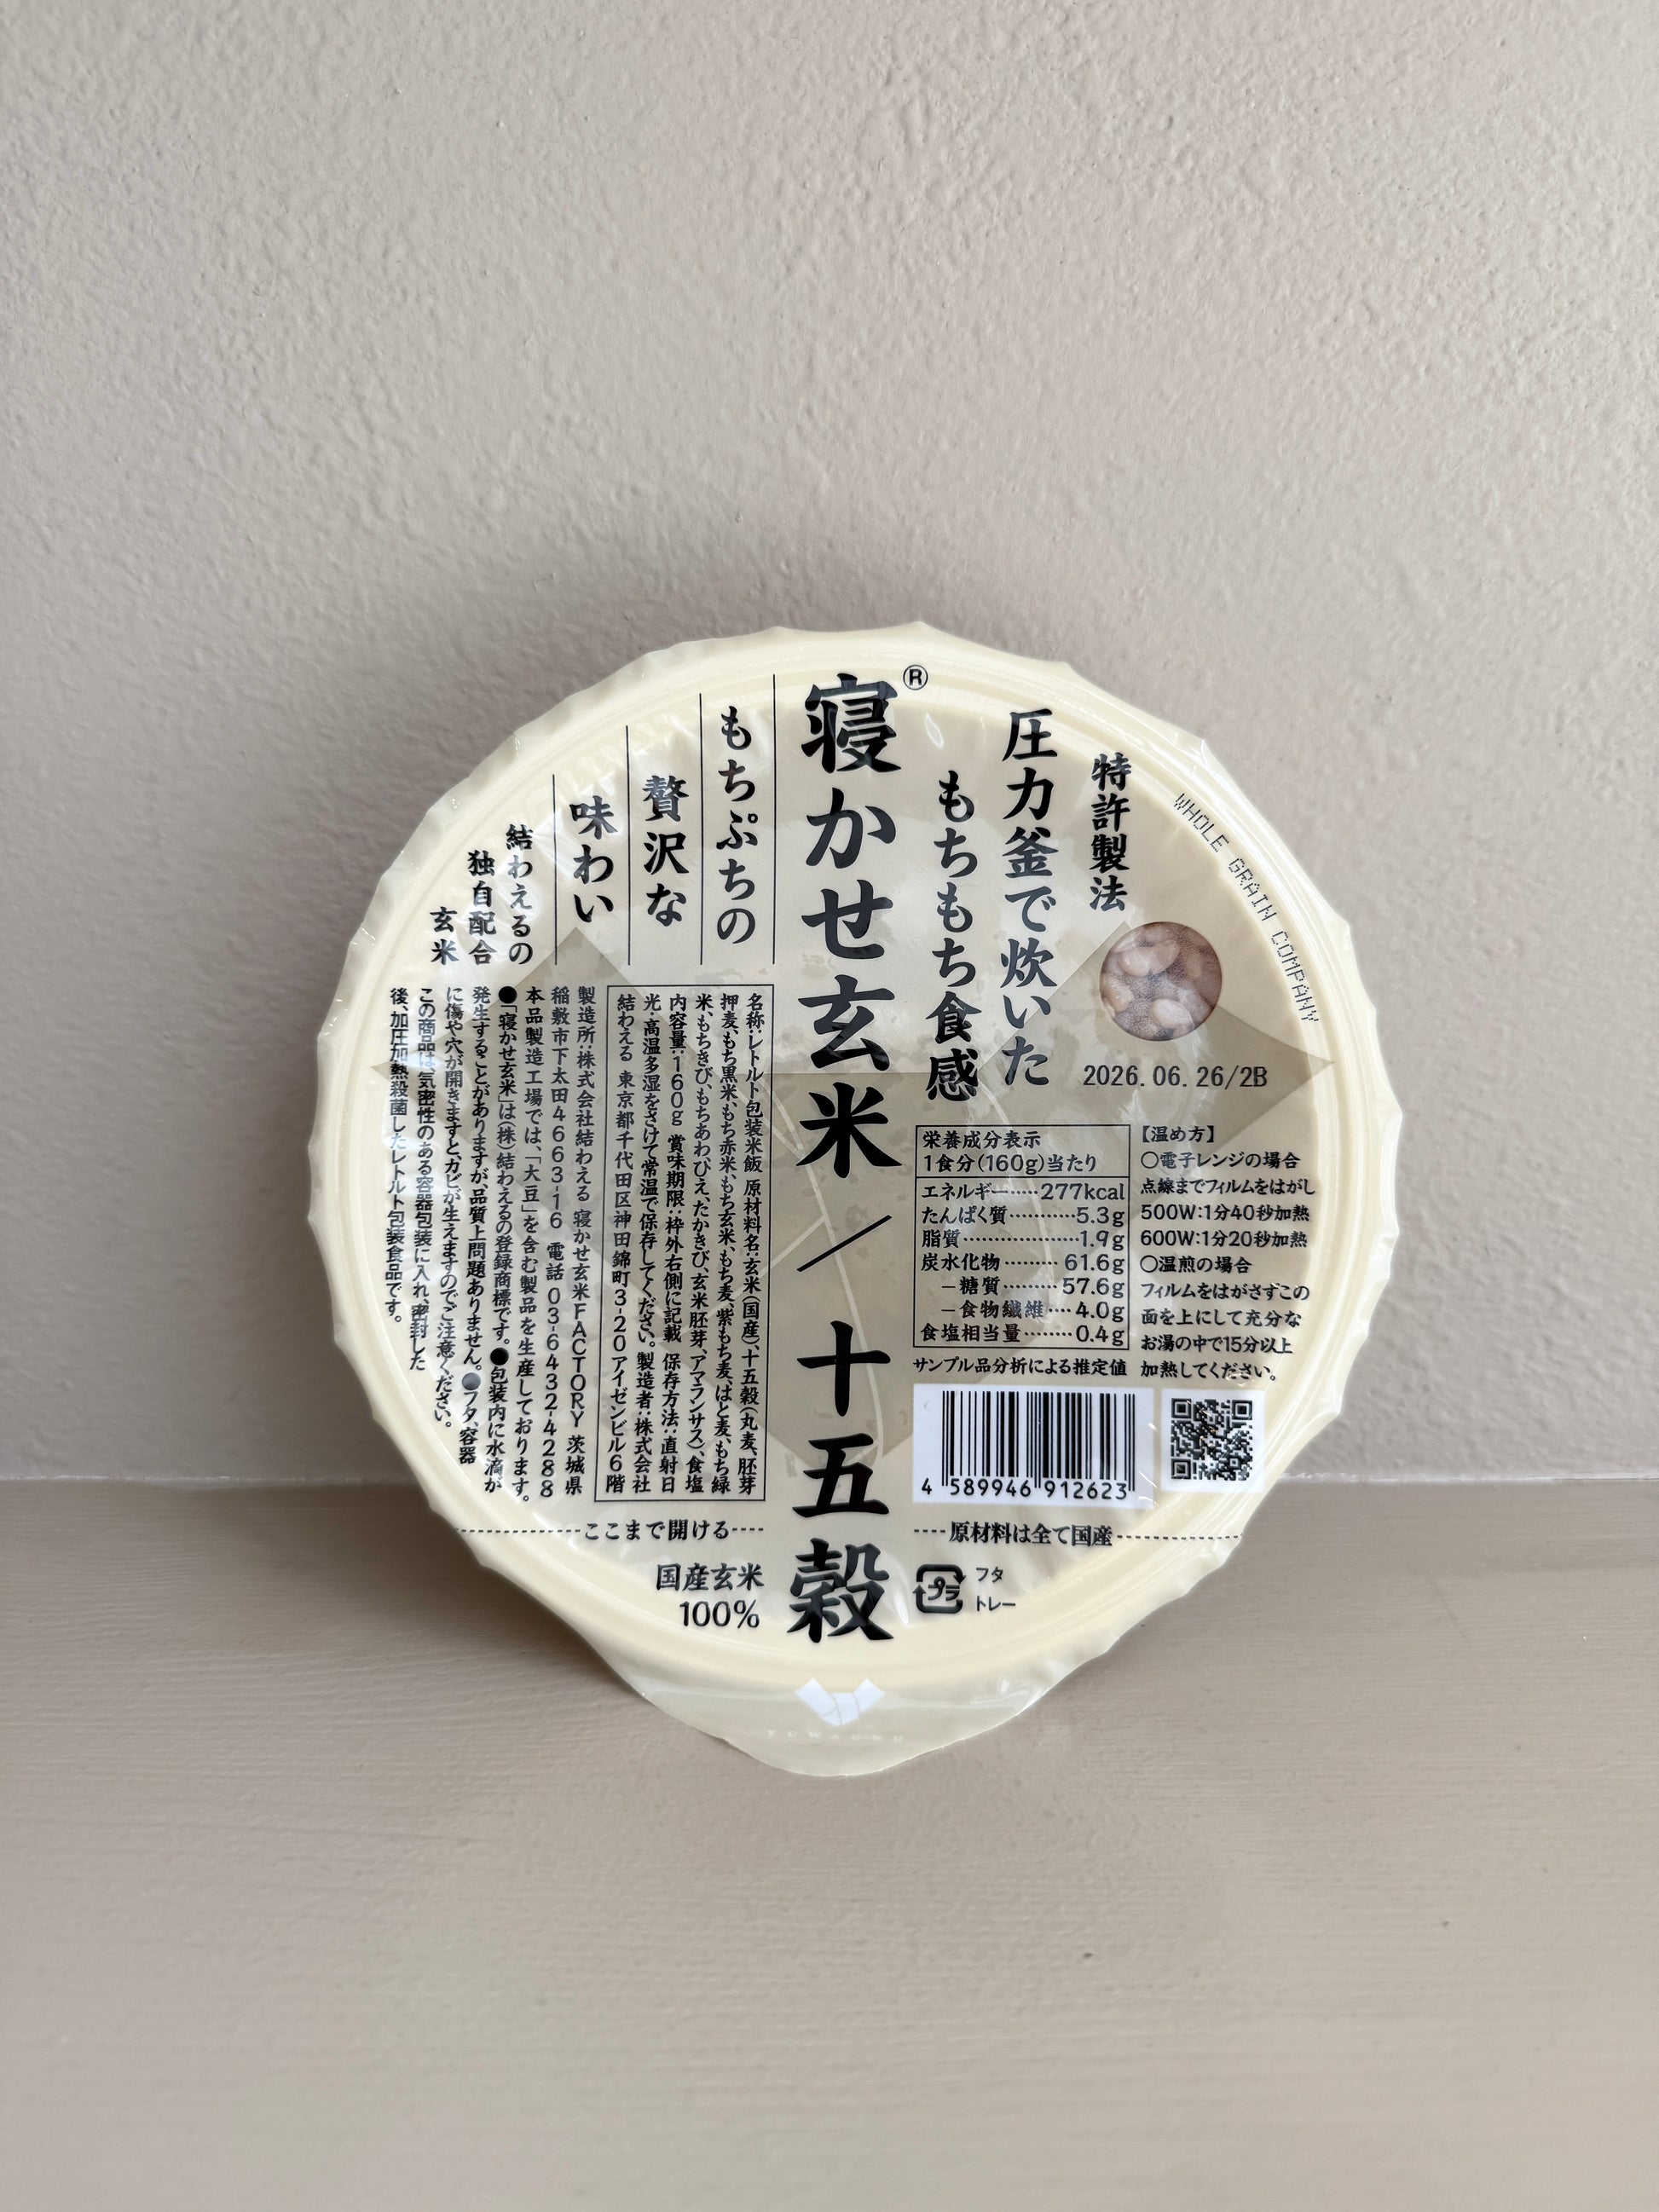 特許製法
圧力釜で炊いた
もちもち食感
寝かせ玄米®/十五穀
もちぷちの
贅沢な
味わい
結わえるの
独自配合
玄米
WHOLE GRAIN COMPANY
2026.06.26/2B
【温め方】
○電子レンジの場合
点線までフィルムをはがし
500W:1分40秒加熱
600W:1分20秒加熱
○温煎の場合
フィルムをはがさずこの
面を上にして充分な
お湯の中で15分以上
加熱してください。
栄養成分表示
1食分(160g)当たり
エネルギー……277kcal
たんぱく質…………5.3g
脂質…………………1.9g
炭水化物……… 61.6g
－糖質……… 57.6g
－食物繊維…… 4.0g
食塩相当量………0.4g
サンプル品分析による推定値
4 589946 912623
名称:レトルト包装米飯 原材料名:玄米(国産)、十五穀(丸麦、胚芽
押麦、もち黒米、もち赤米、もち玄米、もち麦、紫もち麦、はと麦、もち緑
米、もちきび、もちあわ、ひえ、たかきび、玄米胚芽、アマランサス)、食塩
内容量:160g 賞味期限:枠外右側に記載 保存方法:直射日
光・高温多湿をさけて常温で保存してください。製造者:株式会社
結わえる 東京都千代田区神田錦町3-20アイゼンビル6階
製造所:株式会社結わえる 寝かせ玄米FACTORY 茨城県
稲敷市下太田4663-16 電話 03-6432-4288
本品製造工場では、「大豆」を含む製品を生産しております。
●「寝かせ玄米」は(株)結わえるの登録商標です。●包装内に水滴が
発生することがありますが、品質上問題ありません。●フタ、容器
に傷や穴が開きますと、カビが生えますのでご注意ください。
この商品は、気密性のある容器包装に入れ、密封した
後、加圧加熱殺菌したレトルト包装食品です。
ここまで開ける
原材料は全て国産
国産玄米
100%
プラ
フタ
トレー
YUWAERU